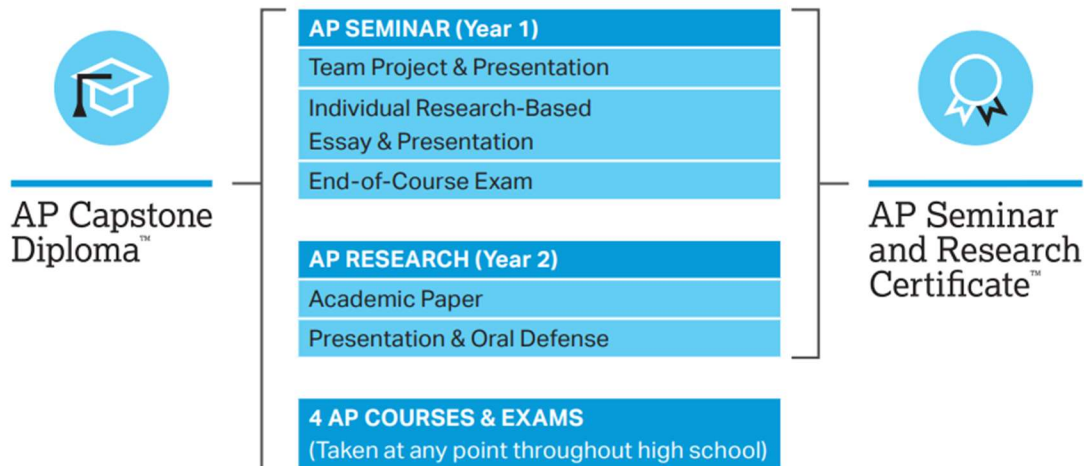 AP Capstone
Diploma™
AP SEMINAR (Year 1)
Team Project & Presentation
Individual Research-Based
Essay & Presentation
End-of-Course Exam
AP RESEARCH (Year 2)
Academic Paper
Presentation & Oral Defense
4 AP COURSES & EXAMS
(Taken at any point throughout high school)
AP Seminar
and Research
Certificate™